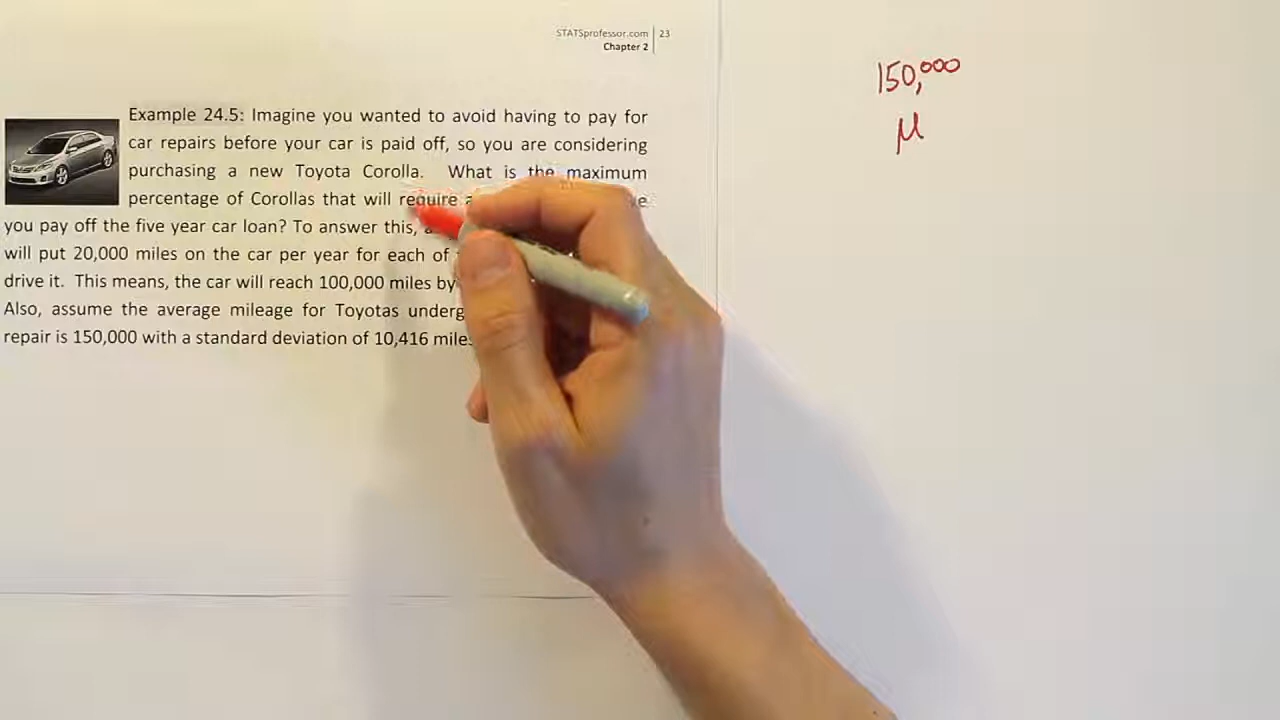 STATSprofessor.com 23
Chapter 2
150,000
μ
Example 24.5: Imagine you wanted to avoid having to pay for
car repairs before your car is paid off, so you are considering
purchasing a new Toyota Corolla. What is the maximum
percentage of Corollas that will require
you pay off the five year car loan? To answer this,
will put 20,000 miles on the car per year for each of
drive it. This means, the car will reach 100,000 miles by
Also, assume the average mileage for Toyotas
repair is 150,000 with a standard deviation of 10,416